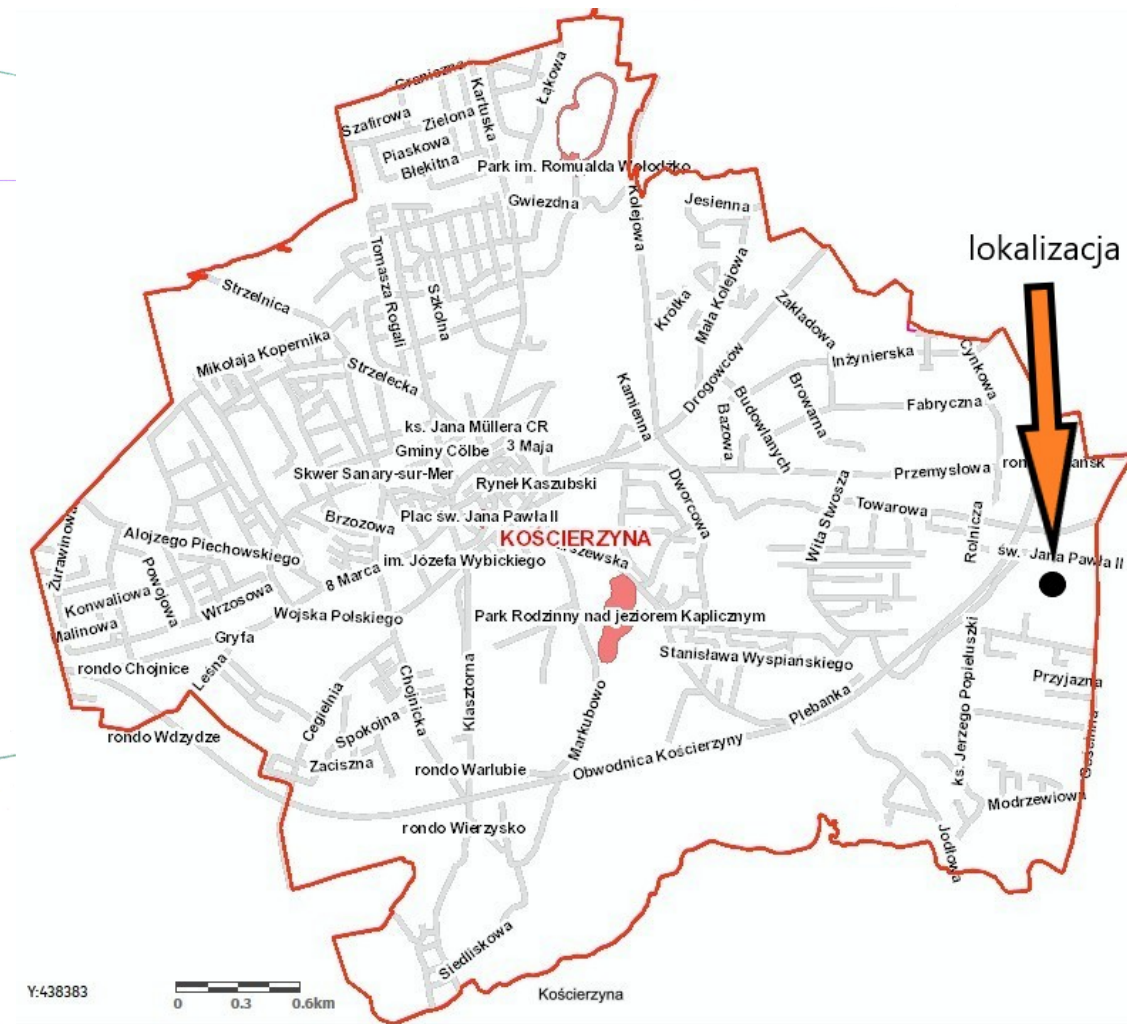 Graniczna
Łąkowa
Kartuska
Szafirowa
Zielona
Piaskowa
Błękitna
Park im. Romualda Wołodźko
Gwiezdna
Kolejowa
Jesienna
lokalizacja
Tomasza Rogali
Szkolna
Strzelnica
Krótka
Mała Kolejowa
Zakładowa
Mikołaja Kopernika
Strzelecka
Inżynierska
Cynkowa
Drogowców
Kamienna
Browarna
Budowlanych
Bazowa
Fabryczna
ks. Jana Müllera CR
Gminy Cölbe
3 Maja
Skwer Sanary-sur-Mer
Rynek Kaszubski
Przemysłowa
Dworcowa
Wita Stwosza
Towarowa
Rolnicza
Brzozowa
Plac św. Jana Pawła II
KOŚCIERZYNA
Żurawinowa
Alojzego Piechowskiego
im. Józefa Wybickiego
św. Jana Pawła II
8 Marca
Powojowa
Konwaliowa
Wrzosowa
Malinowa
Wojska Polskiego
Park Rodzinny nad jeziorem Kaplicznym
Gryfa
Stanisława Wyspiańskiego
rondo Chojnice
Leśna
Przyjazna
ks. Jerzego Popiełuszki
Cegielnia
Chojnicka
Klasztorna
Markubowo
Plebanka
Spokojna
Gościnna
rondo Wdzydze
Zaciszna
rondo Warlubie
Obwodnica Kościerzyny
Modrzewiowa
rondo Wierzysko
Jodłowa
Siedliskowa
Y:438383
0 0.3 0.6km
Kościerzyna